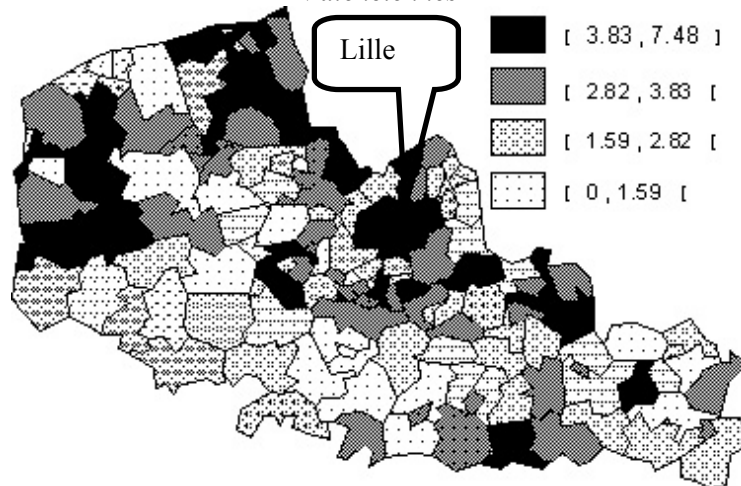 Lille
[ 3.83 , 7.48 ]
[ 2.82 , 3.83 [
[ 1.59 , 2.82 [
[ 0 , 1.59 [